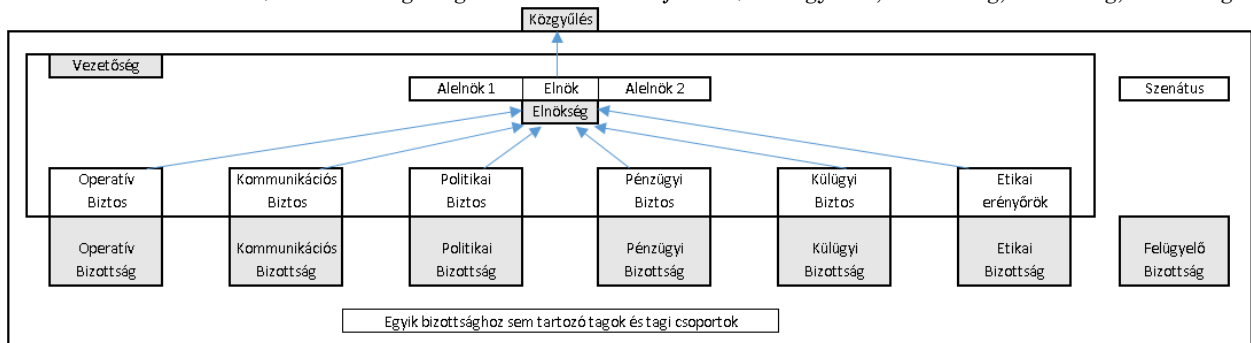 Közgyűlés
Vezetőség
Alelnök 1 Elnök Alelnök 2
Szenátus
Elnökség
Operatív Biztos
Kommunikációs Biztos
Politikai Biztos
Pénzügyi Biztos
Külügyi Biztos
Etikai erényőrök
Operatív Bizottság
Kommunikációs Bizottság
Politikai Bizottság
Pénzügyi Bizottság
Külügyi Bizottság
Etikai Bizottság
Felügyelő Bizottság
Egyik bizottsághoz sem tartozó tagok és tagi csoportok